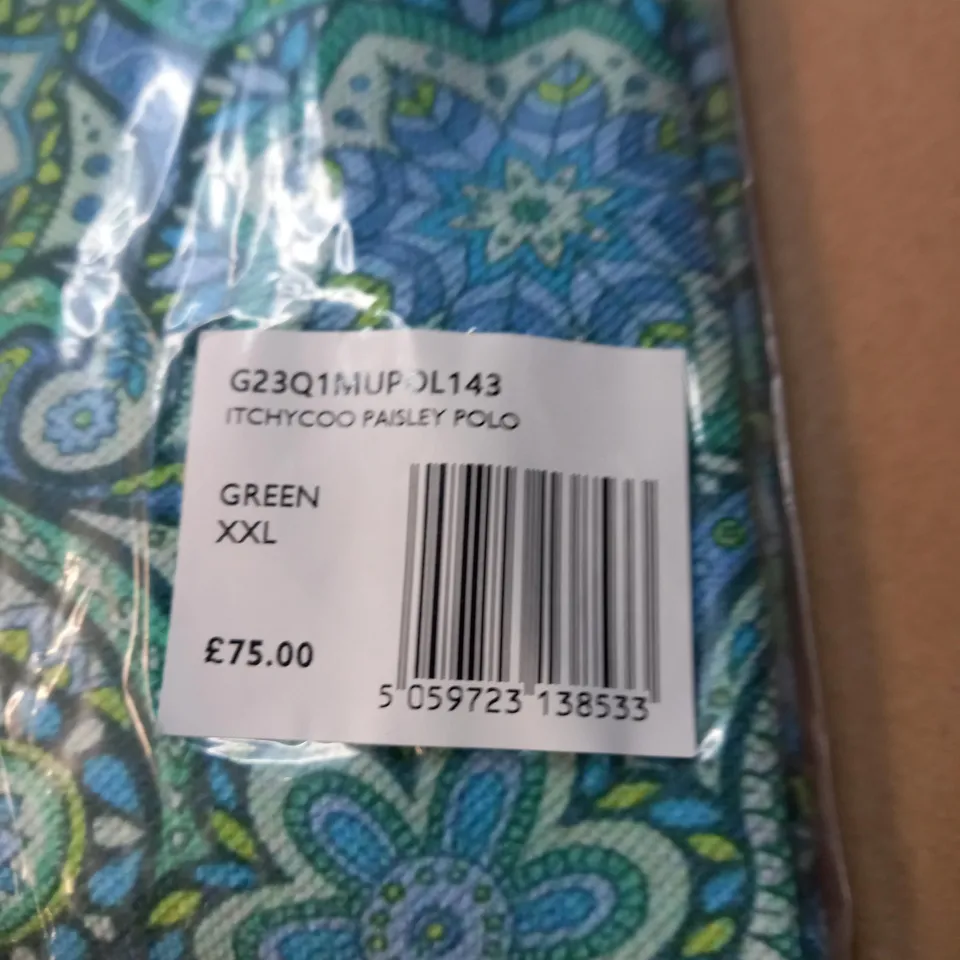 G23Q1MUPOL143
ITCHYCOO PAISLEY POLO
GREEN
XXL
£75.00
5 059723 138533